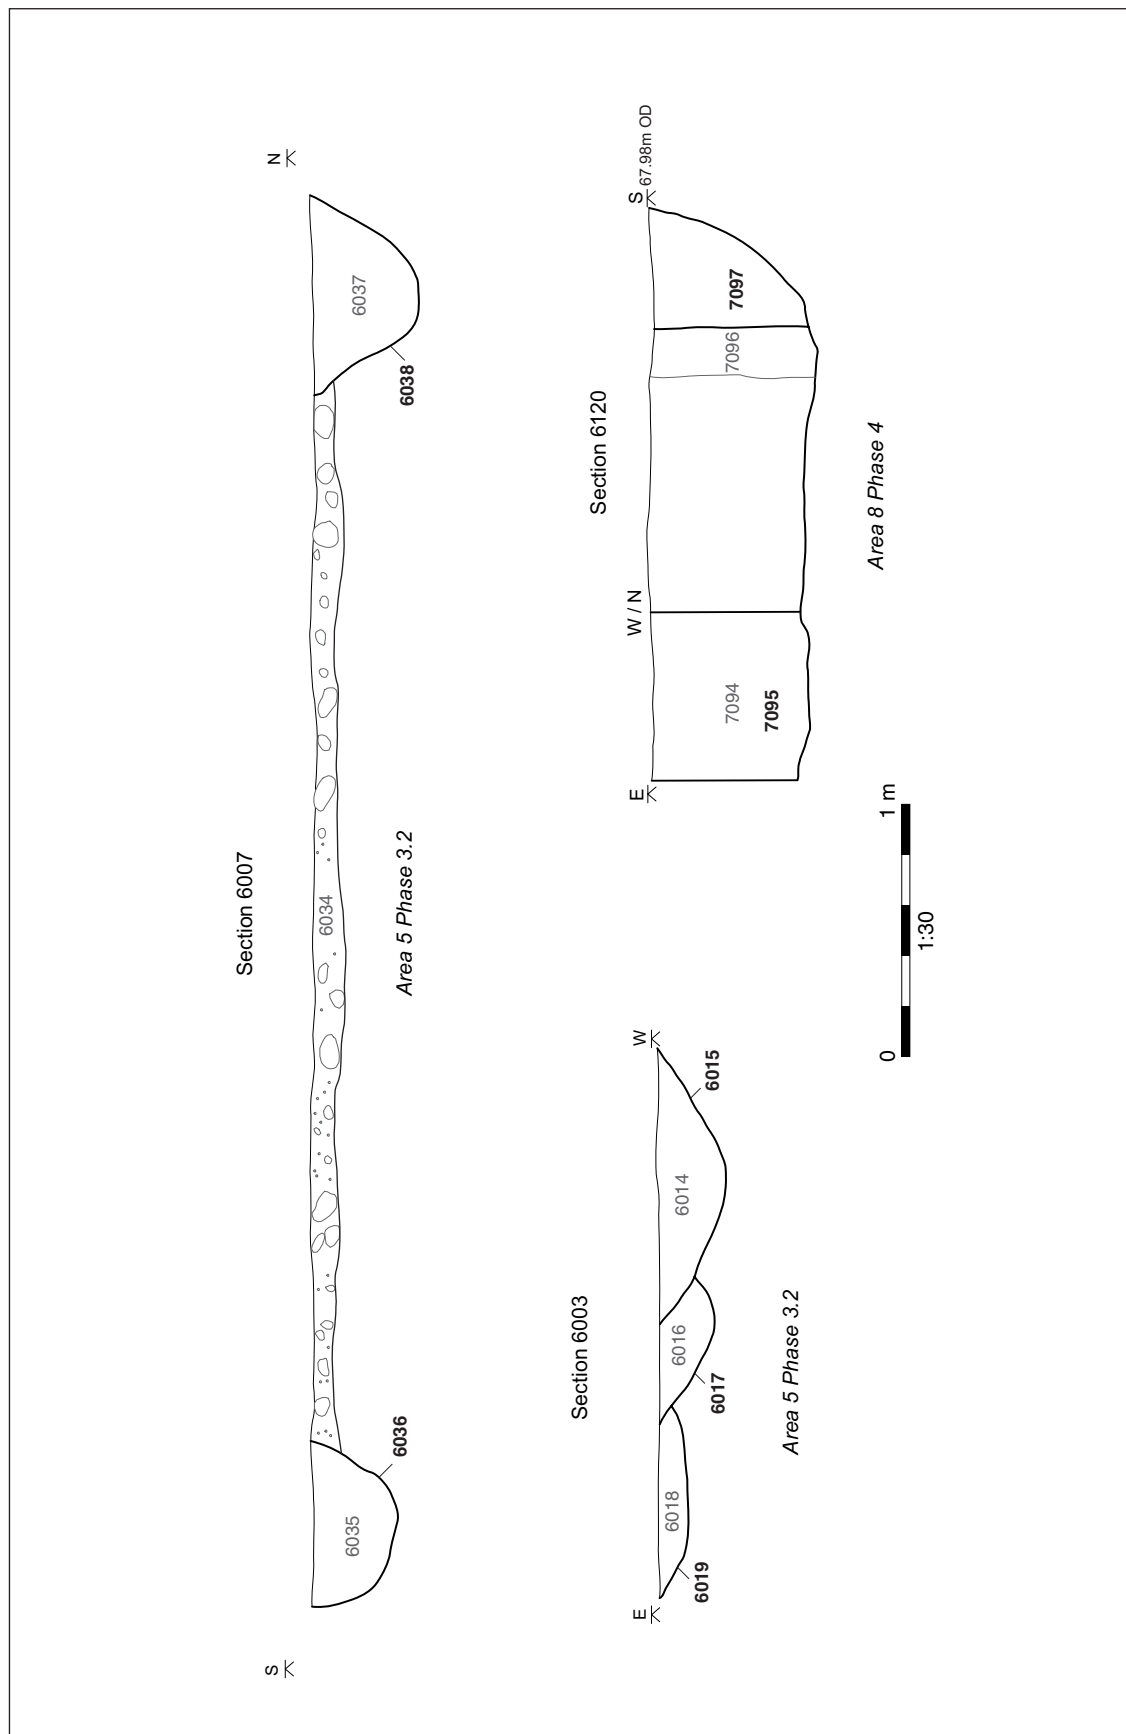 Section 6007
S
N
6035
6036
6034
6037
6038
Area 5 Phase 3.2
Section 6003
E
W
6019
6018
6017
6016
6014
6015
Area 5 Phase 3.2
Section 6120
E
W / N
S
67.98m OD
7094
7095
7096
7097
Area 8 Phase 4
0
1 m
1:30